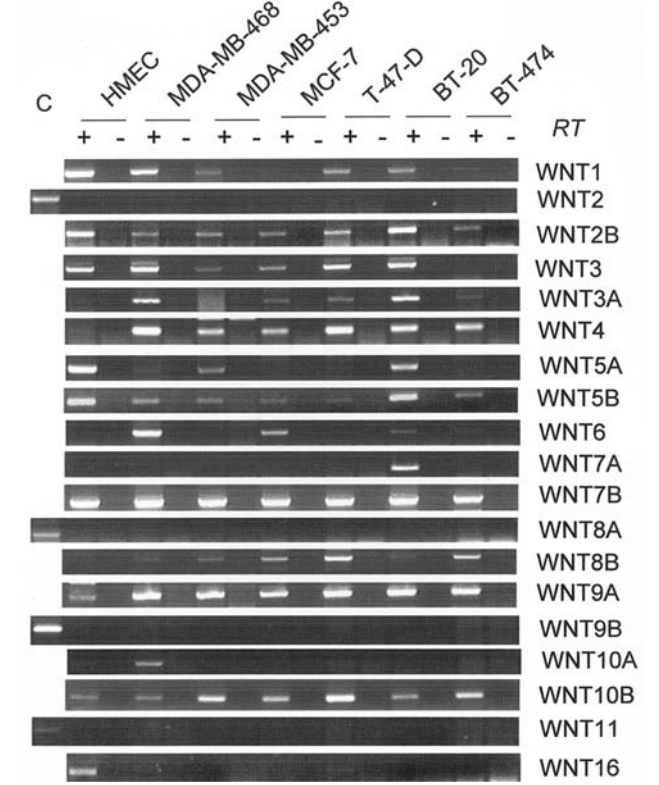 C HMEC MDA-MB-468 MDA-MB-453 MCF-7 T-47-D BT-20 BT-474
+ - + - + - + - + - + - + - RT
WNT1
WNT2
WNT2B
WNT3
WNT3A
WNT4
WNT5A
WNT5B
WNT6
WNT7A
WNT7B
WNT8A
WNT8B
WNT9A
WNT9B
WNT10A
WNT10B
WNT11
WNT16